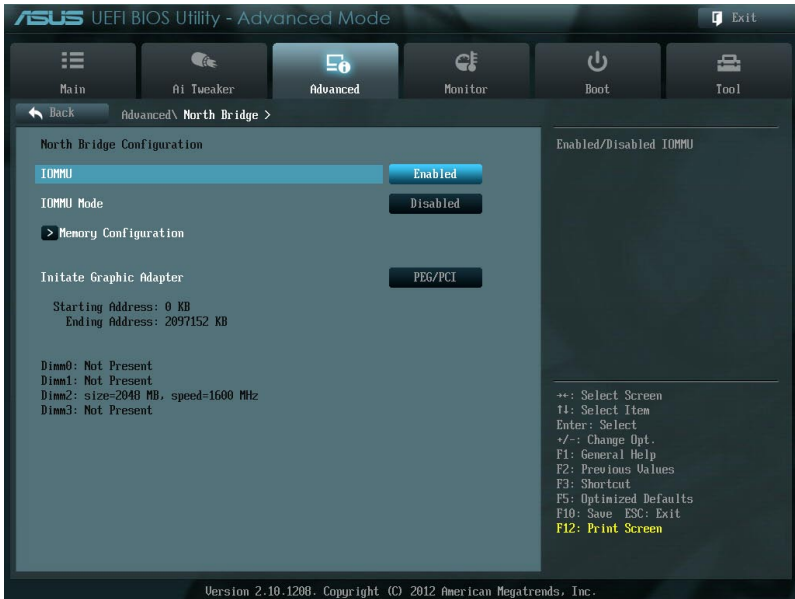 ASUS UEFI BIOS Utility - Advanced Mode
Exit
Main
Ai Tweaker
Advanced
Monitor
Boot
Tool
Back
Advanced\ North Bridge >
North Bridge Configuration
IOMMU Enabled
IOMMU Mode Disabled
> Memory Configuration
Initate Graphic Adapter PEG/PCI
Starting Address: 0 KB
Ending Address: 2097152 KB
Dimm0: Not Present
Dimm1: Not Present
Dimm2: size=2048 MB, speed=1600 MHz
Dimm3: Not Present
Enabled/Disabled IOMMU
→←: Select Screen
↑↓: Select Item
Enter: Select
+/-: Change Opt.
F1: General Help
F2: Previous Values
F3: Shortcut
F5: Optimized Defaults
F10: Save ESC: Exit
F12: Print Screen
Version 2.10.1208. Copyright (C) 2012 American Megatrends, Inc.